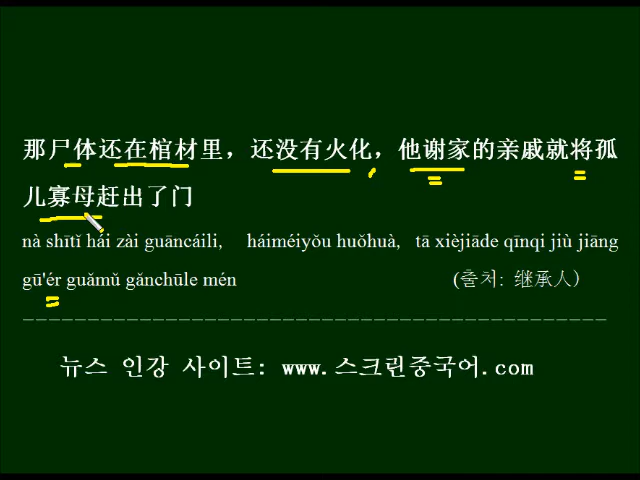 那尸体还在棺材里，还没有火化，他谢家的亲戚就将孤
儿寡母赶出了门
nà shītǐ hái zài guāncáili, háiméiyǒu huǒhuà, tā xièjiāde qīnqi jiù jiāng
gū'ér guǎmǔ gǎnchūle mén (출처: 继承人)
뉴스 인강 사이트: www.스크린중국어.com